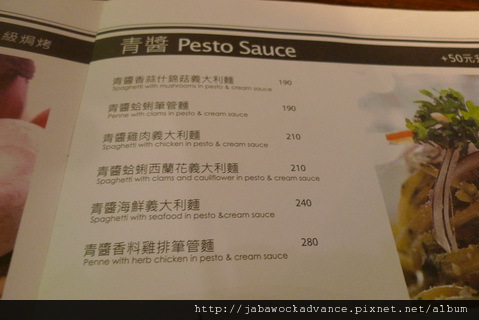 級焗烤
青醬 Pesto Sauce
+50元
青醬香蒜什錦菇義大利麵 190
Spaghetti with mushrooms in pesto & cream sauce
青醬蛤蜊筆管麵 190
Penne with clams in pesto & cream sauce
青醬雞肉義大利麵 210
Spaghetti with chicken in pesto & cream sauce
青醬蛤蜊西蘭花義大利麵 210
Spaghetti with clams and cauliflower in pesto & cream sauce
青醬海鮮義大利麵 240
Spaghetti with seafood in pesto &cream sauce
青醬香料雞排筆管麵 280
Penne with herb chicken in pesto & cream sauce
http://jabawockadvance.pixnet.net/album